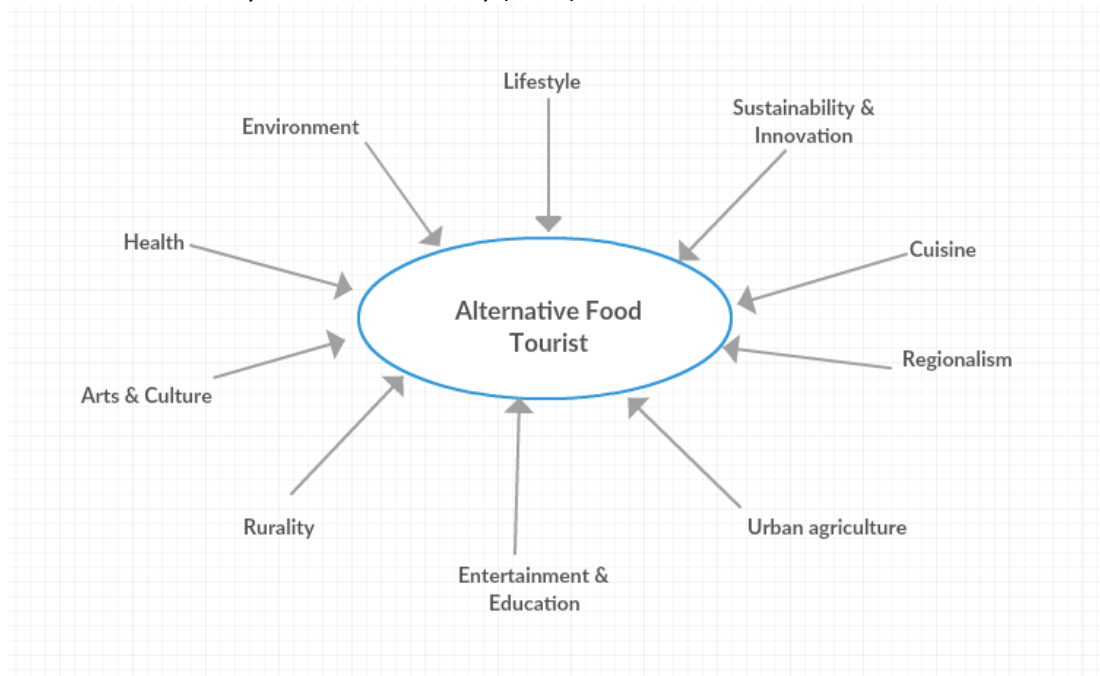 Lifestyle
Sustainability &
Innovation
Environment
Health
Cuisine
Alternative Food
Tourist
Regionalism
Arts & Culture
Rurality
Urban agriculture
Entertainment &
Education